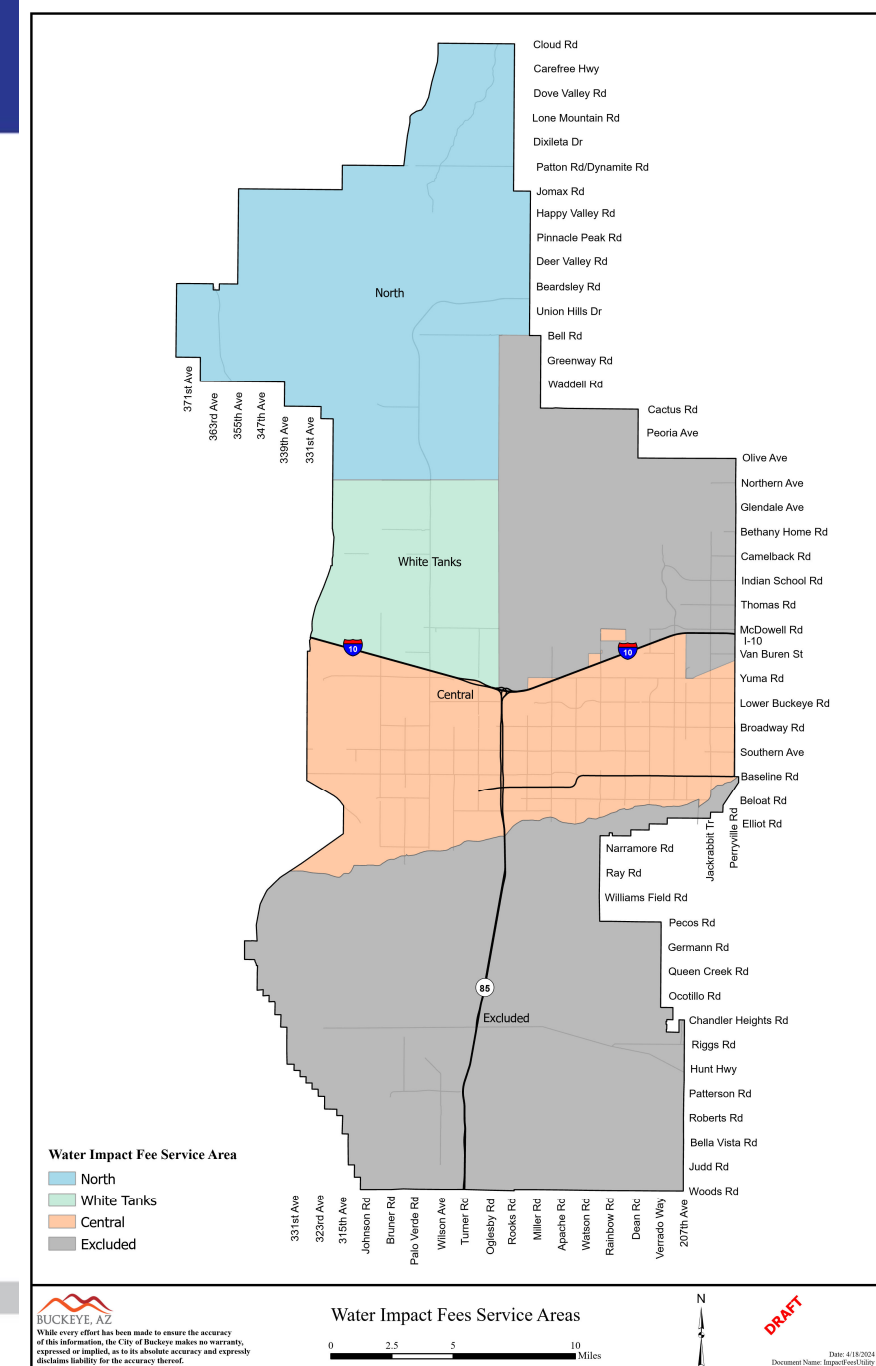 Cloud Rd
Carefree Hwy
Dove Valley Rd
Lone Mountain Rd
Dixileta Dr
Patton Rd/Dynamite Rd
Jomax Rd
Happy Valley Rd
Pinnacle Peak Rd
Deer Valley Rd
Beardsley Rd
North
Union Hills Dr
Bell Rd
Greenway Rd
Waddell Rd
371st Ave
363rd Ave
355th Ave
347th Ave
339th Ave
331st Ave
Cactus Rd
Peoria Ave
Olive Ave
Northern Ave
Glendale Ave
Bethany Home Rd
Camelback Rd
White Tanks
Indian School Rd
Thomas Rd
McDowell Rd
I-10
10
10
Van Buren St
Yuma Rd
Central
Lower Buckeye Rd
Broadway Rd
Southern Ave
Baseline Rd
Beloat Rd
Elliot Rd
Jackrabbit Tr
Perryville Rd
Narramore Rd
Ray Rd
Williams Field Rd
Pecos Rd
Germann Rd
Queen Creek Rd
85
Ocotillo Rd
Excluded
Chandler Heights Rd
Riggs Rd
Hunt Hwy
Patterson Rd
Roberts Rd
Bella Vista Rd
Judd Rd
Woods Rd
Water Impact Fee Service Area
North
White Tanks
Central
Excluded
331st Ave
323rd Ave
315th Ave
Johnson Rd
Bruner Rd
Palo Verde Rd
Wilson Ave
Turner Rd
Oglesby Rd
Rooks Rd
Miller Rd
Apache Rd
Watson Rd
Rainbow Rd
Dean Rd
Verrado Way
207th Ave
BUCKEYE, AZ
While every effort has been made to ensure the accuracy
of this information, the City of Buckeye makes no warranty,
expressed or implied, as to its absolute accuracy and expressly
disclaims liability for the accuracy thereof.
Water Impact Fees Service Areas
0 2.5 5 10
Miles
N
DRAFT
Date: 4/18/2024
Document Name: ImpactFeesUtility